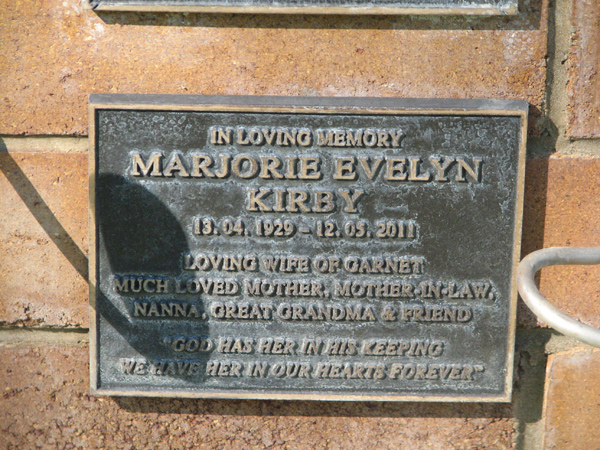 IN LOVING MEMORY
MARJORIE EVELYN
KIRBY
13. 04. 1929 - 12. 05. 2011
LOVING WIFE OF GARNET
MUCH LOVED MOTHER, MOTHER-IN-LAW,
NANNA, GREAT GRANDMA & FRIEND
"GOD HAS HER IN HIS KEEPING
WE HAVE HER IN OUR HEARTS FOREVER"